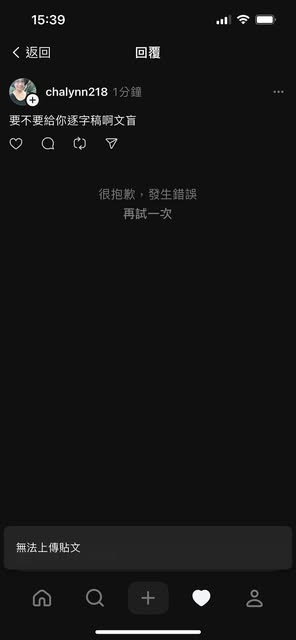 15:39
返回
回覆
chalynn218 1分鐘
要不要給你逐字稿啊文盲
很抱歉，發生錯誤
再試一次
無法上傳貼文